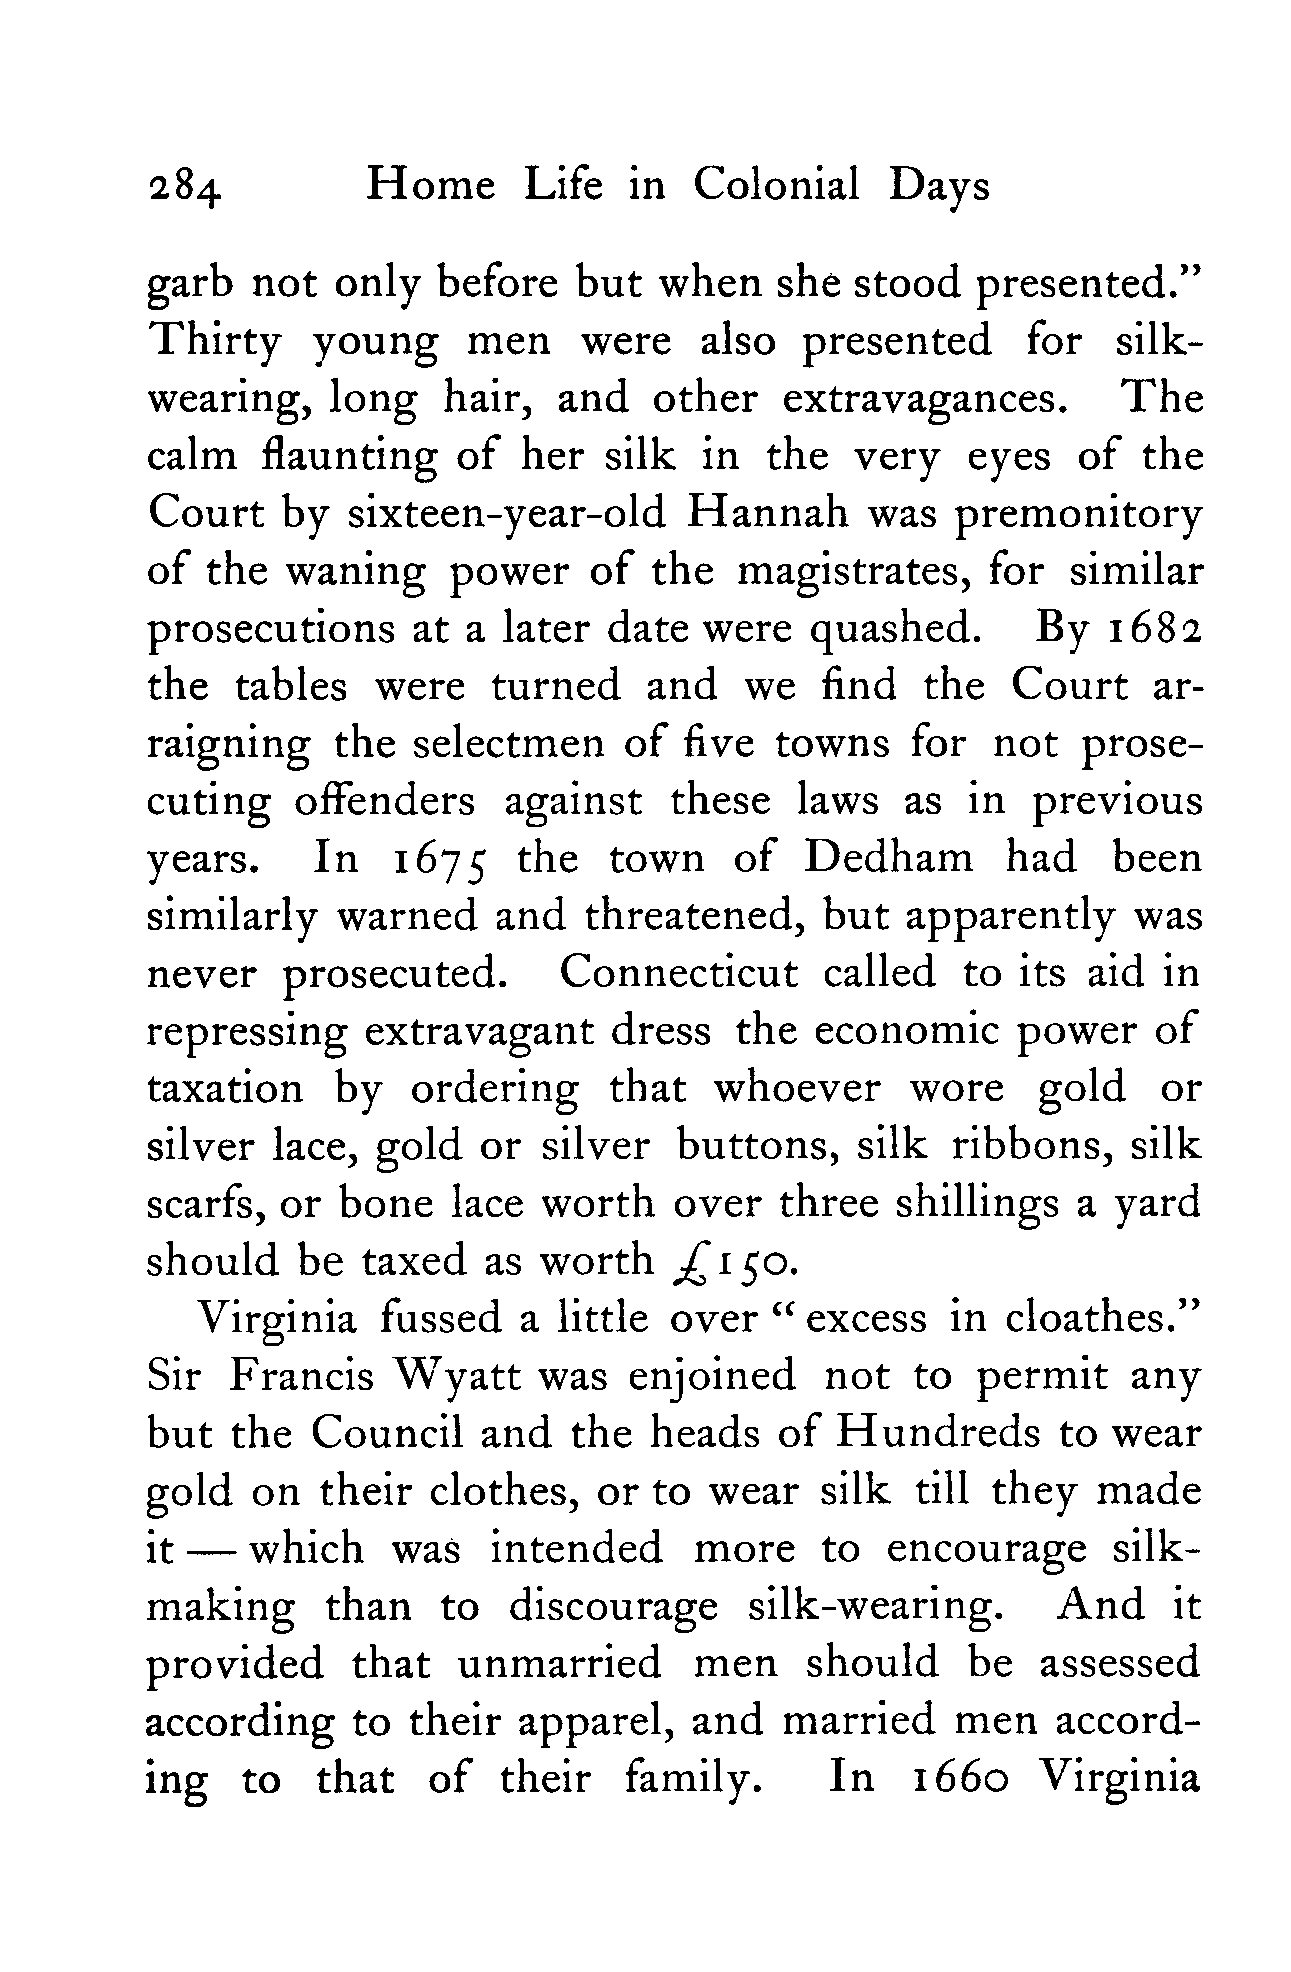 284 Home Life in Colonial Days
garb not only before but when she stood presented.”
Thirty young men were also presented for silk-
wearing, long hair, and other extravagances. The
calm flaunting of her silk in the very eyes of the
Court by sixteen-year-old Hannah was premonitory
of the waning power of the magistrates, for similar
prosecutions at a later date were quashed. By 1682
the tables were turned and we find the Court ar-
raigning the selectmen of five towns for not prose-
cuting offenders against these laws as in previous
years. In 1675 the town of Dedham had been
similarly warned and threatened, but apparently was
never prosecuted. Connecticut called to its aid in
repressing extravagant dress the economic power of
taxation by ordering that whoever wore gold or
silver lace, gold or silver buttons, silk ribbons, silk
scarfs, or bone lace worth over three shillings a yard
should be taxed as worth £150.
Virginia fussed a little over “ excess in cloathes.”
Sir Francis Wyatt was enjoined not to permit any
but the Council and the heads of Hundreds to wear
gold on their clothes, or to wear silk till they made
it — which was intended more to encourage silk-
making than to discourage silk-wearing. And it
provided that unmarried men should be assessed
according to their apparel, and married men accord-
ing to that of their family. In 1660 Virginia